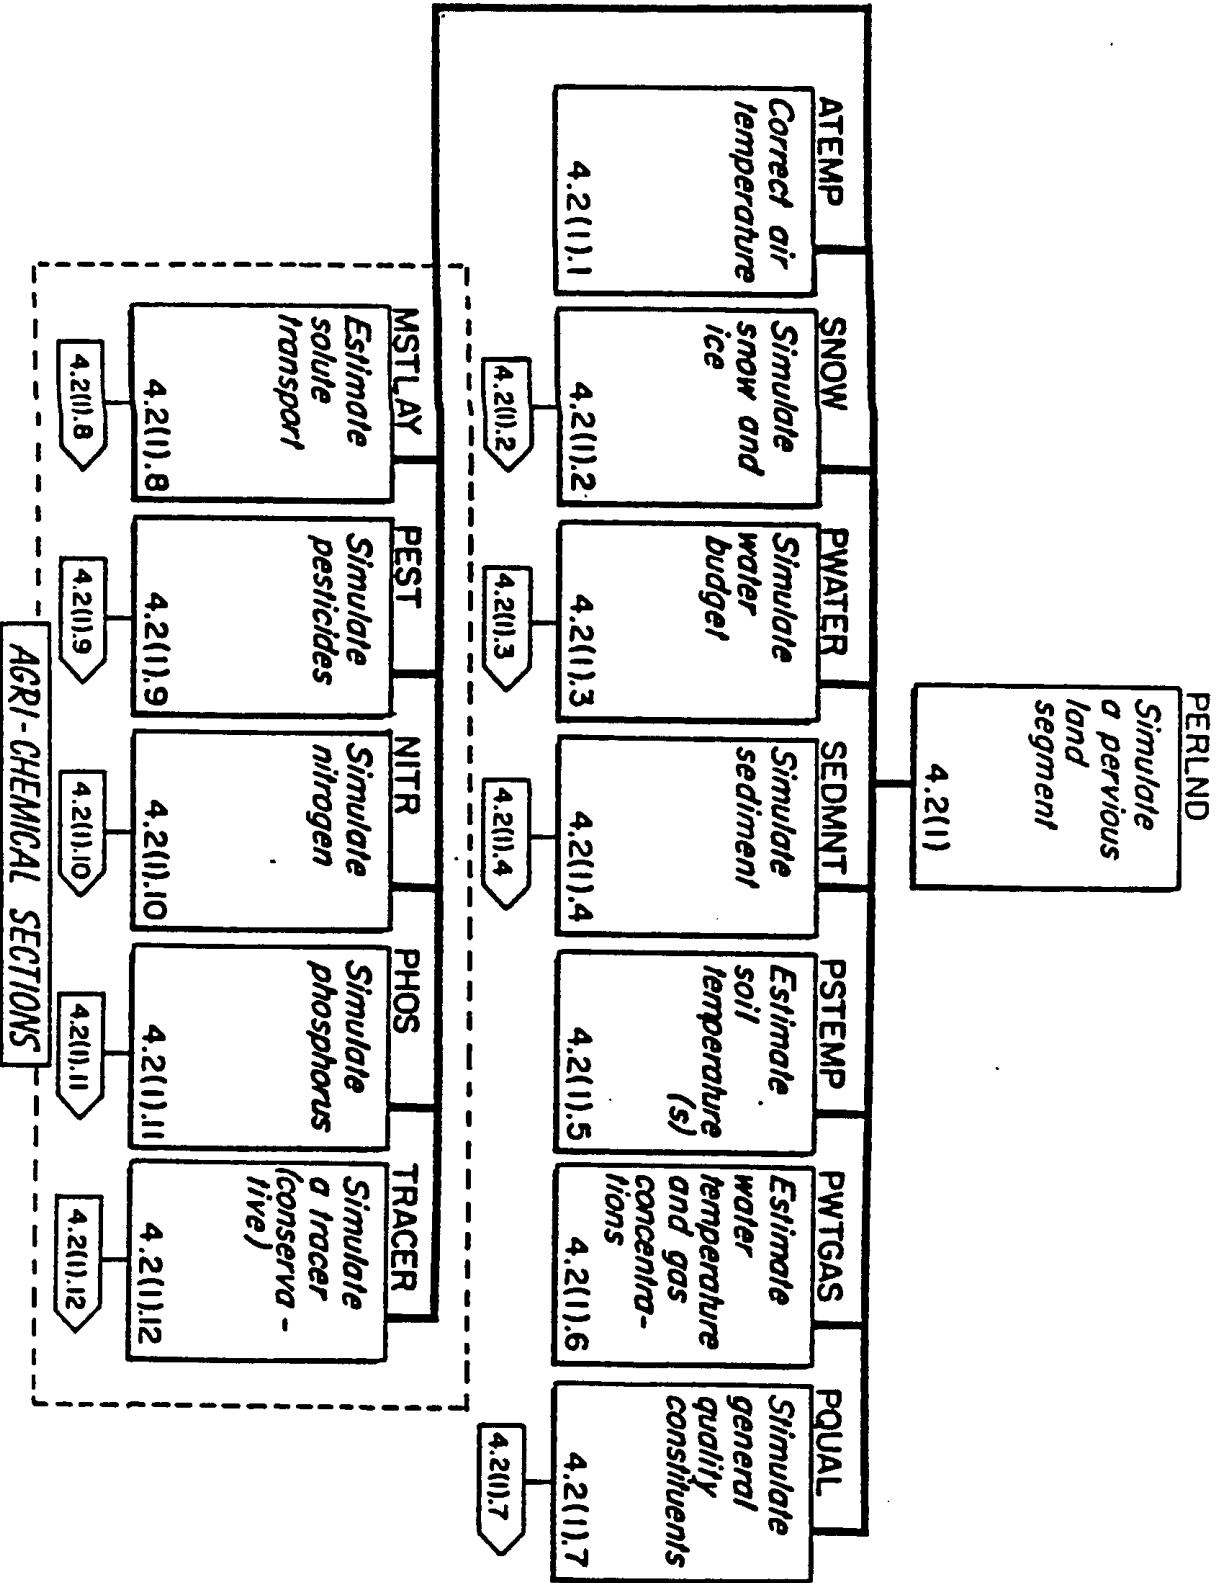 PERLND
Simulate
a pervious
land
segment
4.2(1)
ATEMP
Correct air
temperature
4.2(1).1
SNOW
Simulate
snow and
ice
4.2(1).2
4.2(1).2
PWATER
Simulate
water
budget
4.2(1).3
4.2(1).3
SEDMNT
Simulate
sediment
4.2(1).4
4.2(1).4
PSTEMP
Estimate
soil
temperature
(s)
4.2(1).5
PWTGAS
Estimate
water
temperature
and gas
concentra-
tions
4.2(1).6
PQUAL
Stimulate
general
quality
constituents
4.2(1).7
4.2(1).7
MSTLAY
Estimate
solute
transport
4.2(1).8
4.2(1).8
PEST
Simulate
pesticides
4.2(1).9
4.2(1).9
NITR
Simulate
nitrogen
4.2(1).10
4.2(1).10
PHOS
Simulate
phosphorus
4.2(1).11
4.2(1).11
TRACER
Simulate
a tracer
(conserva-
tive)
4.2(1).12
4.2(1).12
AGRI-CHEMICAL SECTIONS